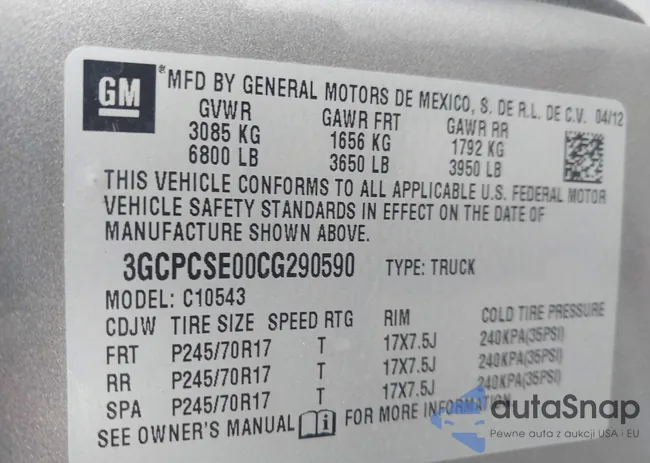 GM
MFD BY GENERAL MOTORS DE MEXICO, S. DE R.L. DE C.V. 04/12
GVWR GAWR FRT GAWR RR
3085 KG 1656 KG 1792 KG
6800 LB 3650 LB 3950 LB
THIS VEHICLE CONFORMS TO ALL APPLICABLE U.S. FEDERAL MOTOR
VEHICLE SAFETY STANDARDS IN EFFECT ON THE DATE OF
MANUFACTURE SHOWN ABOVE.
3GCPCSE00CG290590 TYPE: TRUCK
MODEL: C10543
CDJW TIRE SIZE SPEED RTG RIM COLD TIRE PRESSURE
FRT P245/70R17 T 17X7.5J 240KPA(35PSI)
RR P245/70R17 T 17X7.5J 240KPA(35PSI)
SPA P245/70R17 T 17X7.5J 240KPA(35PSI)
SEE OWNER'S MANUAL FOR MORE INFORMATION
autaSnap
Pewne auta z aukcji USA i EU